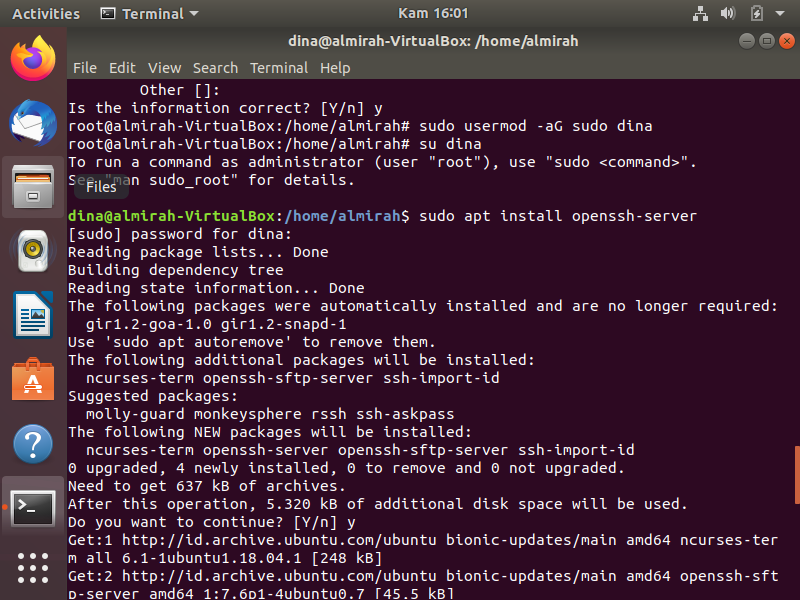 Activities
Terminal
Kam 16:01
dina@almirah-VirtualBox: /home/almirah
File Edit View Search Terminal Help
Other []:
Is the information correct? [Y/n] y
root@almirah-VirtualBox:/home/almirah# sudo usermod -aG sudo dina
root@almirah-VirtualBox:/home/almirah# su dina
To run a command as administrator (user "root"), use "sudo <command>".
See "man sudo_root" for details.
Files
dina@almirah-VirtualBox:/home/almirah$ sudo apt install openssh-server
[sudo] password for dina:
Reading package lists... Done
Building dependency tree
Reading state information... Done
The following packages were automatically installed and are no longer required:
gir1.2-goa-1.0 gir1.2-snapd-1
Use 'sudo apt autoremove' to remove them.
The following additional packages will be installed:
ncurses-term openssh-sftp-server ssh-import-id
Suggested packages:
molly-guard monkeysphere rssh ssh-askpass
The following NEW packages will be installed:
ncurses-term openssh-server openssh-sftp-server ssh-import-id
0 upgraded, 4 newly installed, 0 to remove and 0 not upgraded.
Need to get 637 kB of archives.
After this operation, 5.320 kB of additional disk space will be used.
Do you want to continue? [Y/n] y
Get:1 http://id.archive.ubuntu.com/ubuntu bionic-updates/main amd64 ncurses-ter
m all 6.1-1ubuntu1.18.04.1 [248 kB]
Get:2 http://id.archive.ubuntu.com/ubuntu bionic-updates/main amd64 openssh-sft
p-server amd64 1:7.6p1-4ubuntu0.7 [45.5 kB]